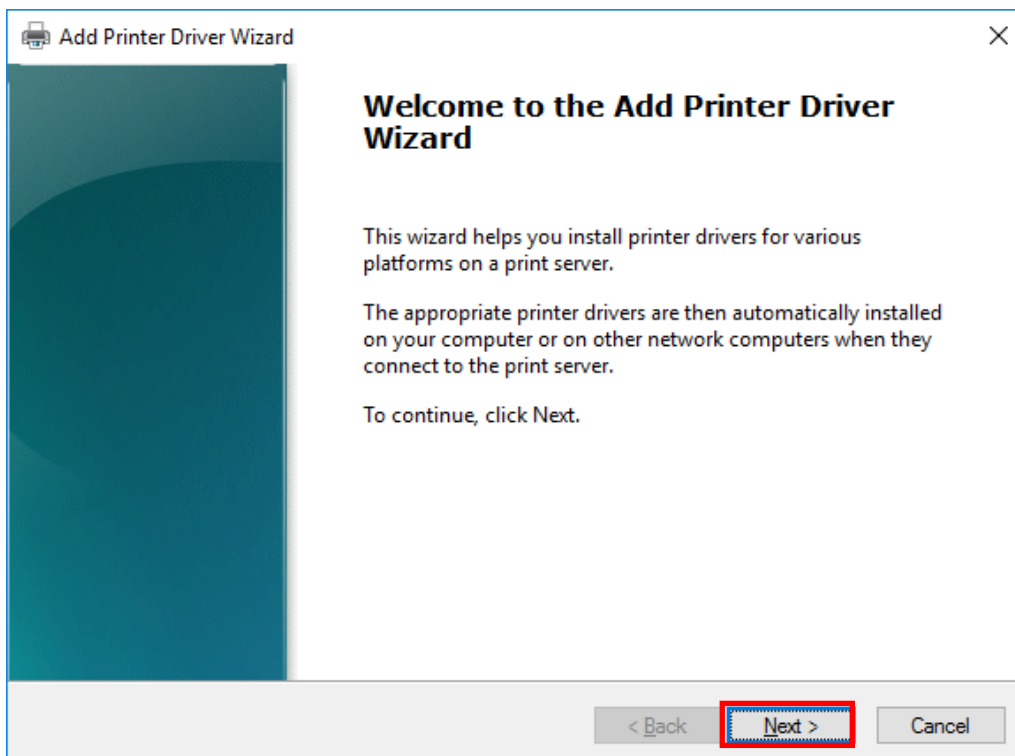 Add Printer Driver Wizard
Welcome to the Add Printer Driver
Wizard
This wizard helps you install printer drivers for various
platforms on a print server.
The appropriate printer drivers are then automatically installed
on your computer or on other network computers when they
connect to the print server.
To continue, click Next.
< Back
Next >
Cancel